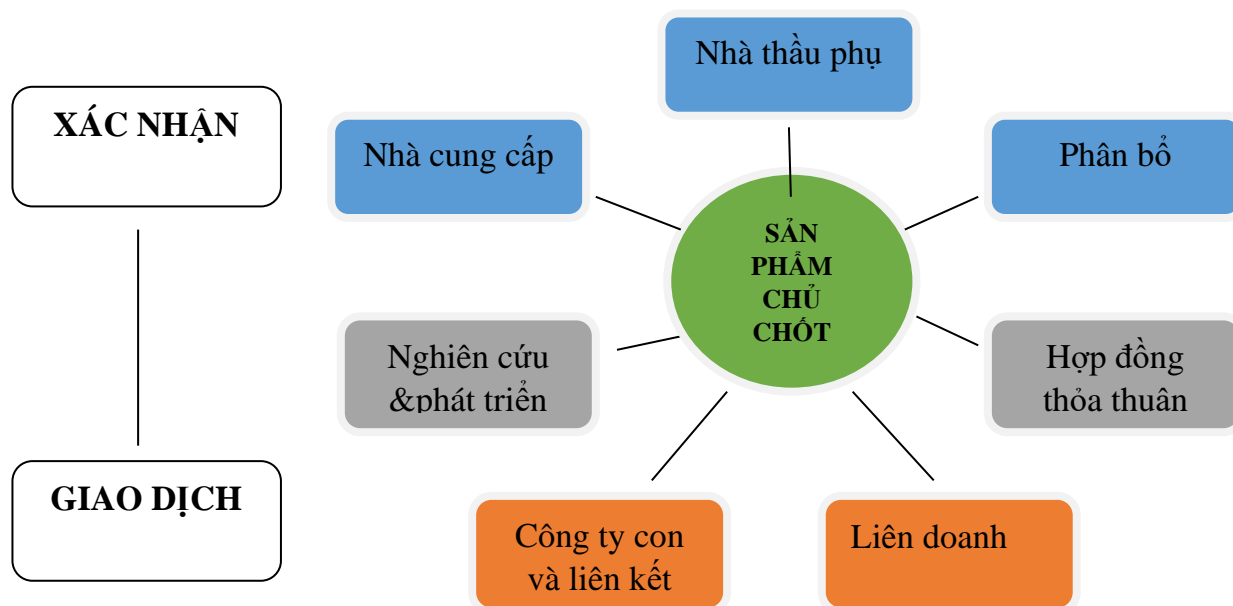 Nhà thầu phụ
XÁC NHẬN
Nhà cung cấp
Phân bổ
SẢN
PHẨM
CHỦ
CHỐT
Nghiên cứu
&phát triển
Hợp đồng
thỏa thuân
GIAO DỊCH
Công ty con
và liên kết
Liên doanh